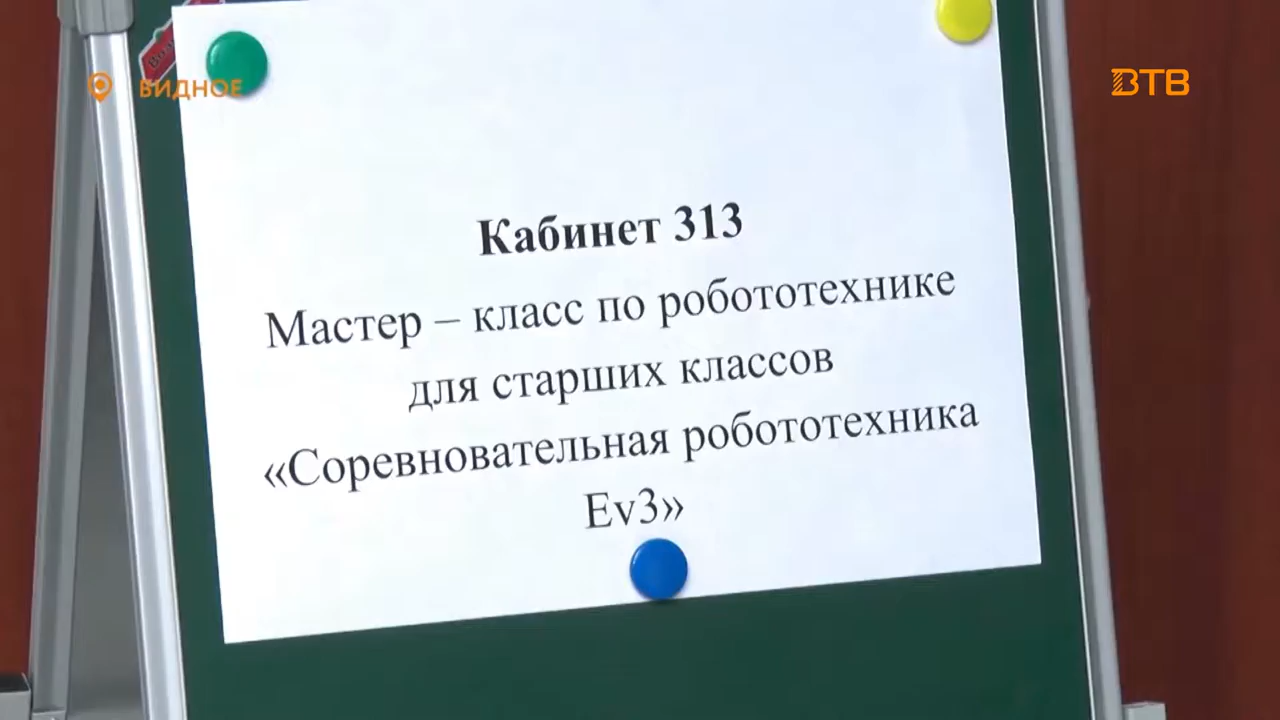 ВИДНОЕ
ВТВ
Кабинет 313
Мастер – класс по робототехнике
для старших классов
«Соревновательная робототехника
Ev3»